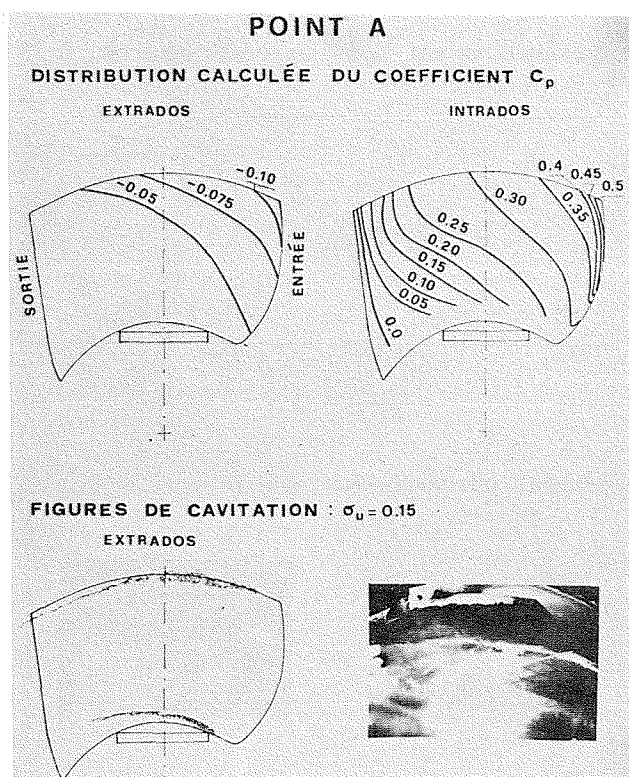 POINT A
DISTRIBUTION CALCULÉE DU COEFFICIENT Cp
EXTRADOS
INTRADOS
-0.10
-0.075
-0.05
SORTIE
ENTRÉE
0.4
0.45
0.5
0.35
0.30
0.25
0.20
0.15
0.10
0.05
0.0
FIGURES DE CAVITATION : σu = 0.15
EXTRADOS